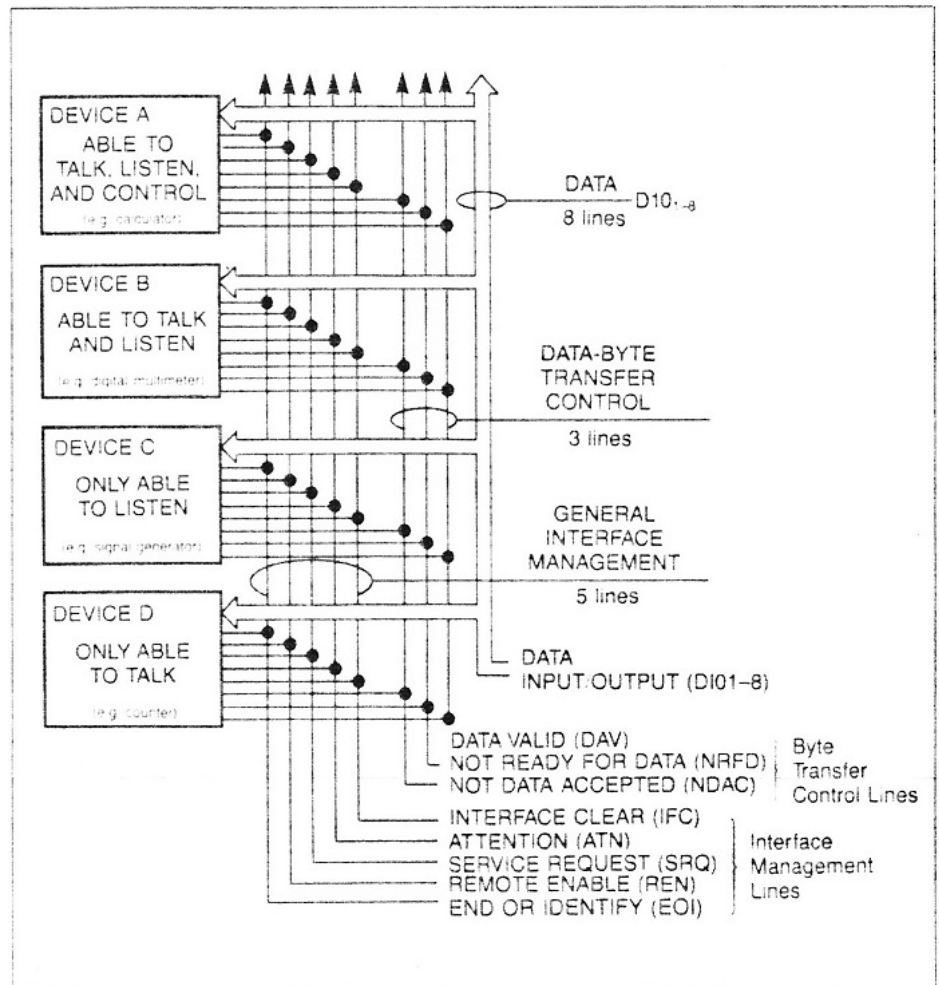 DEVICE A
ABLE TO
TALK, LISTEN,
AND CONTROL
(e.g. calculator)
DATA
8 lines
D10₁₋₈
DEVICE B
ABLE TO TALK
AND LISTEN
(e.g. digital multimeter)
DATA-BYTE
TRANSFER
CONTROL
3 lines
DEVICE C
ONLY ABLE
TO LISTEN
(e.g. signal generator)
GENERAL
INTERFACE
MANAGEMENT
5 lines
DEVICE D
ONLY ABLE
TO TALK
(e.g. counter)
DATA
INPUT/OUTPUT (DI01–8)
DATA VALID (DAV)
NOT READY FOR DATA (NRFD)
NOT DATA ACCEPTED (NDAC)
Byte
Transfer
Control Lines
INTERFACE CLEAR (IFC)
ATTENTION (ATN)
SERVICE REQUEST (SRQ)
REMOTE ENABLE (REN)
END OR IDENTIFY (EOI)
Interface
Management
Lines